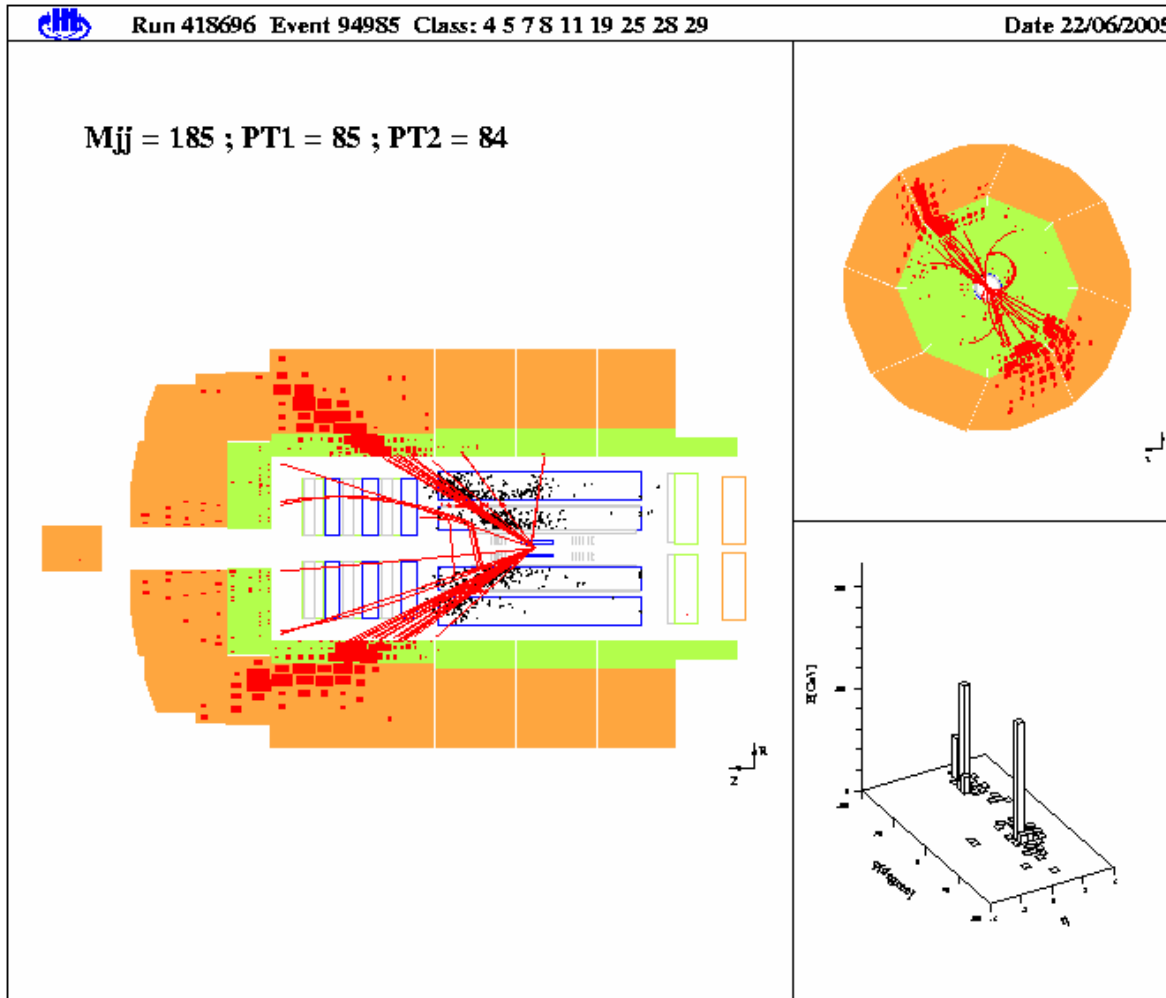 Run 418696 Event 94985 Class: 4 5 7 8 11 19 25 28 29
Date 22/06/2005
Mjj = 185 ; PT1 = 85 ; PT2 = 84
R
Z